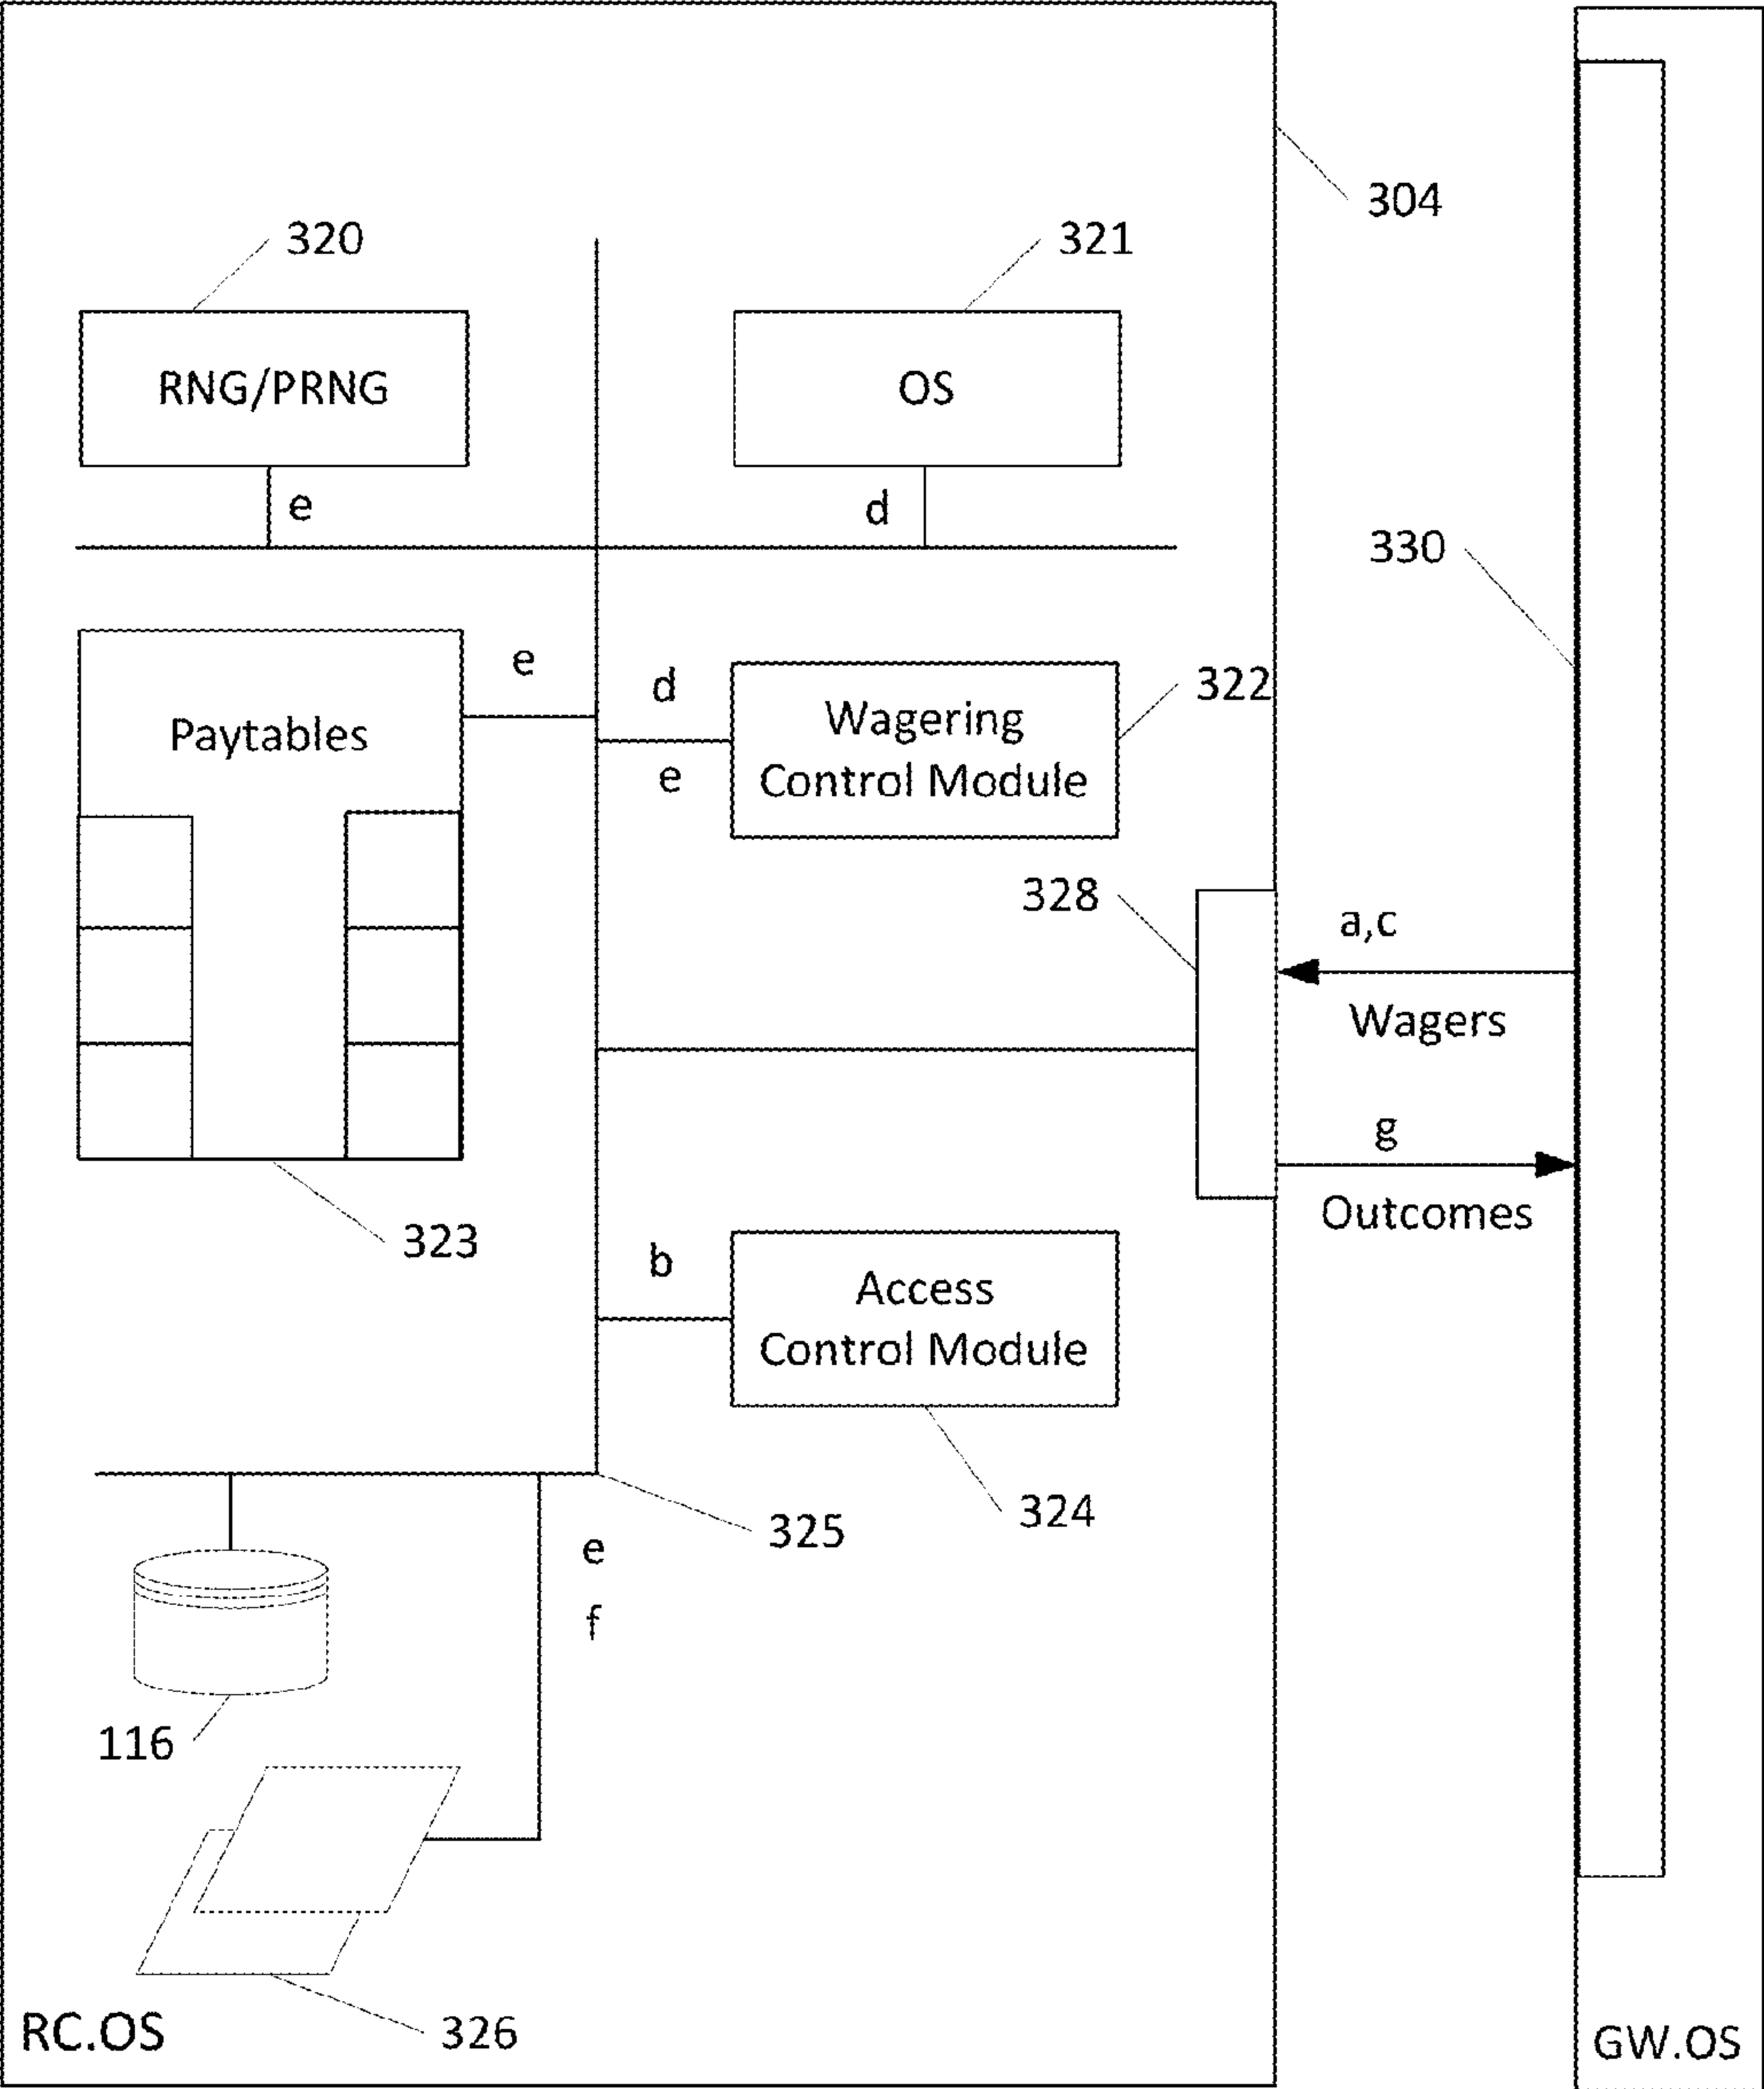 304
320
321
RNG/PRNG
OS
e
d
330
e
d
322
Wagering
Control Module
Paytables
e
328
a,c
Wagers
g
Outcomes
323
b
Access
Control Module
324
325
e
f
116
326
RC.OS
GW.OS